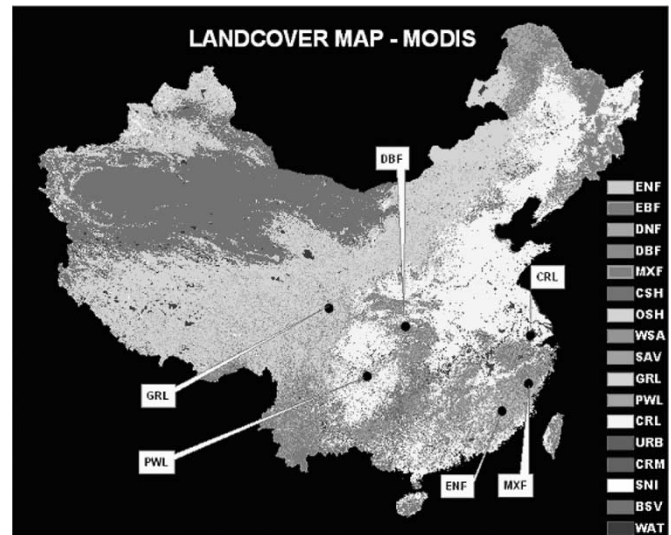 LANDCOVER MAP - MODIS
DBF
CRL
GRL
PWL
ENF
MXF
ENF
EBF
DNF
DBF
MXF
CSH
OSH
WSA
SAV
GRL
PWL
CRL
URB
CRM
SNI
BSV
WAT